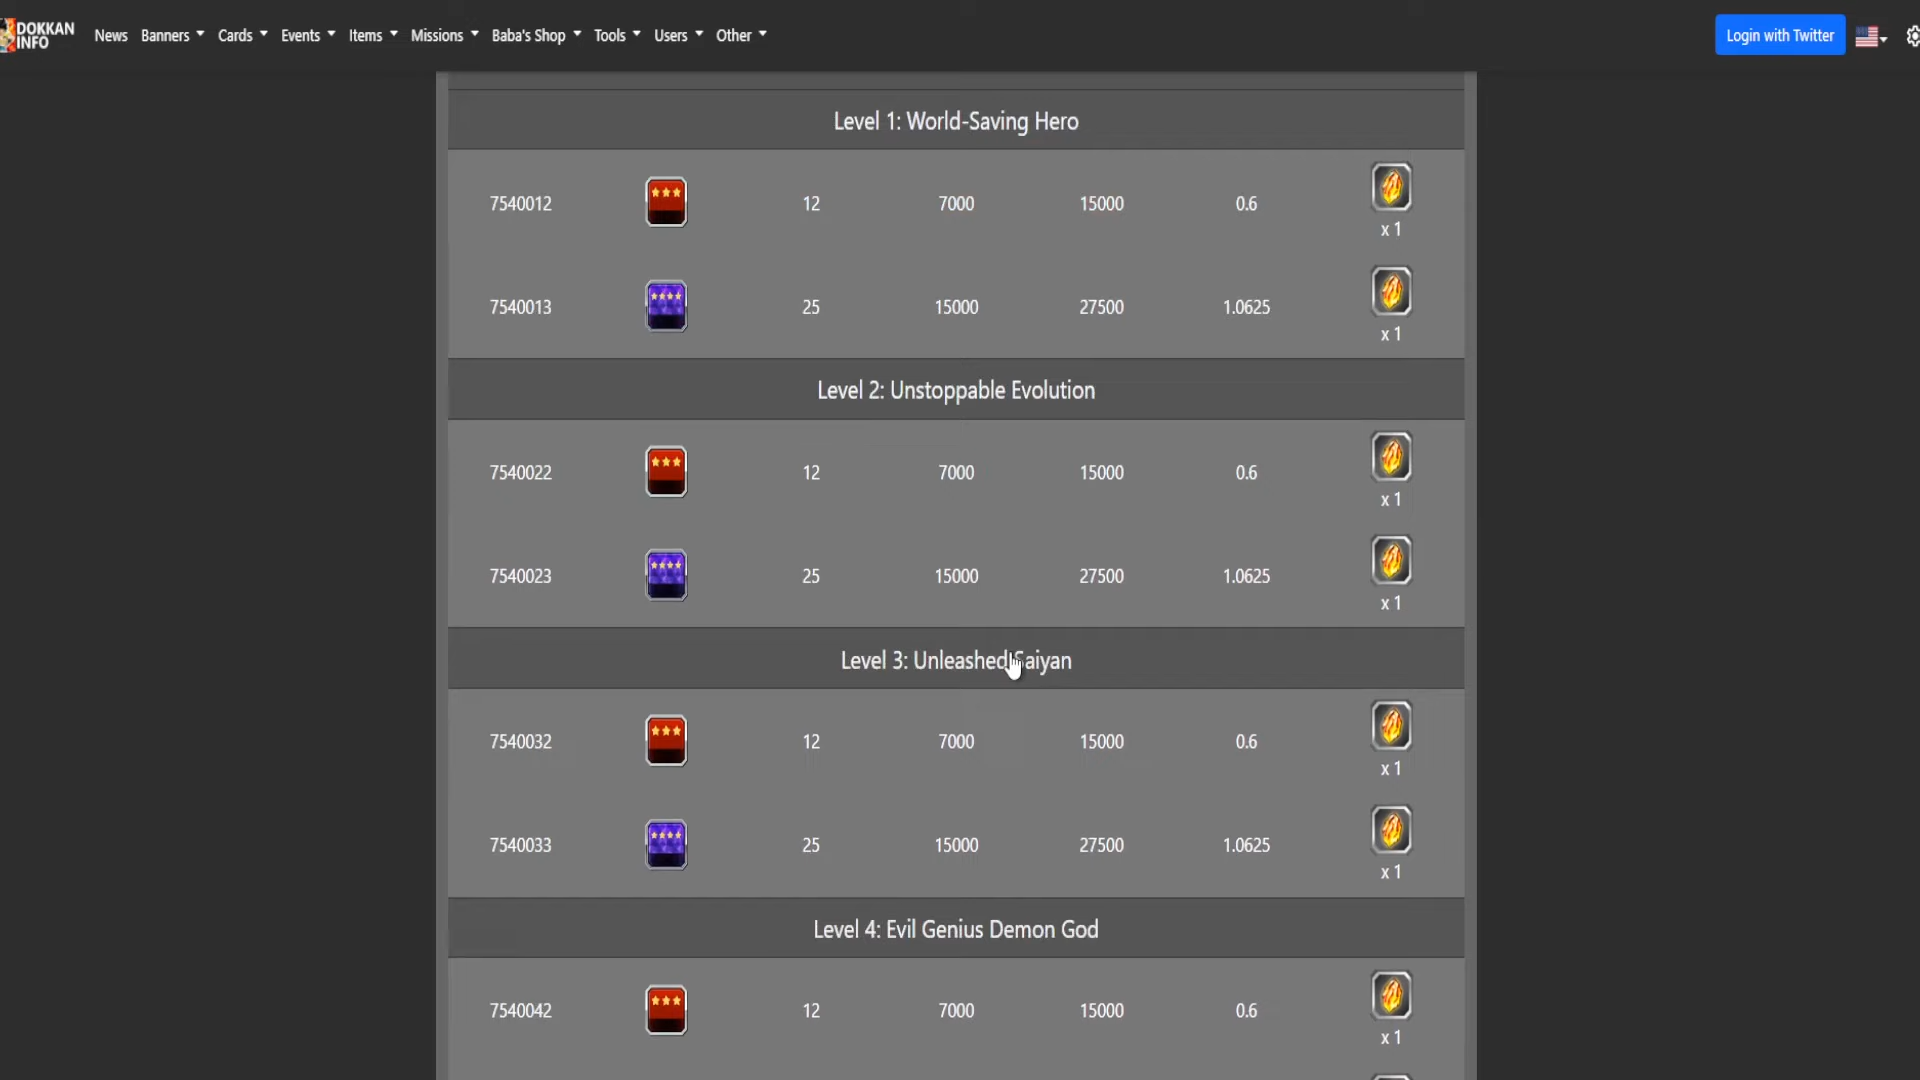 DOKKAN
INFO
News Banners Cards Events Items Missions Baba's Shop Tools Users Other Login with Twitter
Level 1: World-Saving Hero
7540012 12 7000 15000 0.6 x 1
7540013 25 15000 27500 1.0625 x 1
Level 2: Unstoppable Evolution
7540022 12 7000 15000 0.6 x 1
7540023 25 15000 27500 1.0625 x 1
Level 3: Unleashed Saiyan
7540032 12 7000 15000 0.6 x 1
7540033 25 15000 27500 1.0625 x 1
Level 4: Evil Genius Demon God
7540042 12 7000 15000 0.6 x 1